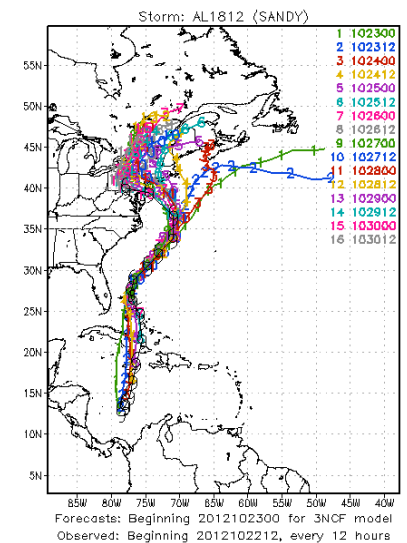 Storm: AL1812 (SANDY)
1 102300
2 102312
3 102400
4 102412
5 102500
6 102512
7 102600
8 102612
9 102700
10 102712
11 102800
12 102812
13 102900
14 102912
15 103000
16 103012
55N
50N
45N
40N
35N
30N
25N
20N
15N
10N
5N
85W 80W 75W 70W 65W 60W 55W 50W 45W 40W
Forecasts: Beginning 2012102300 for 3NCF model
Observed: Beginning 2012102212, every 12 hours